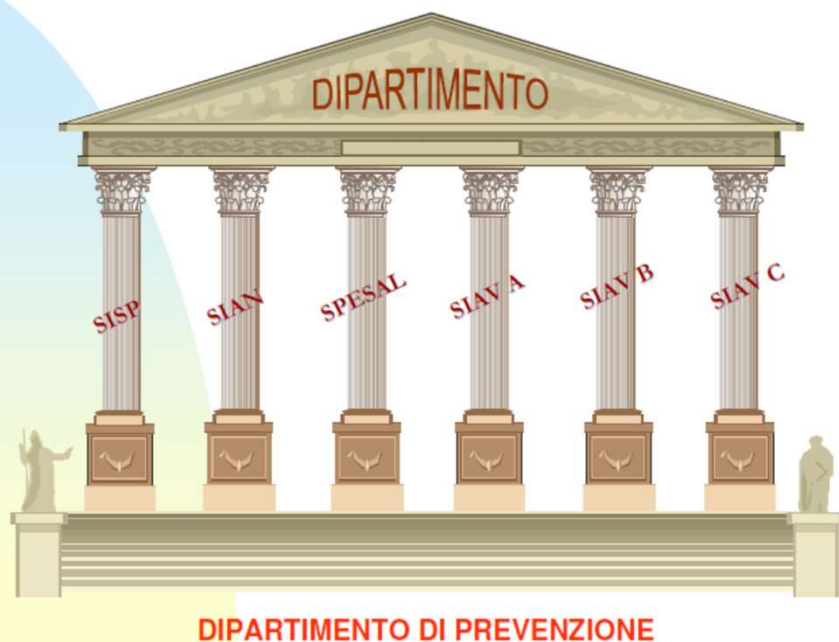 DIPARTIMENTO
SISP
SIAN
SPESAL
SIAV A
SIAV B
SIAV C
DIPARTIMENTO DI PREVENZIONE